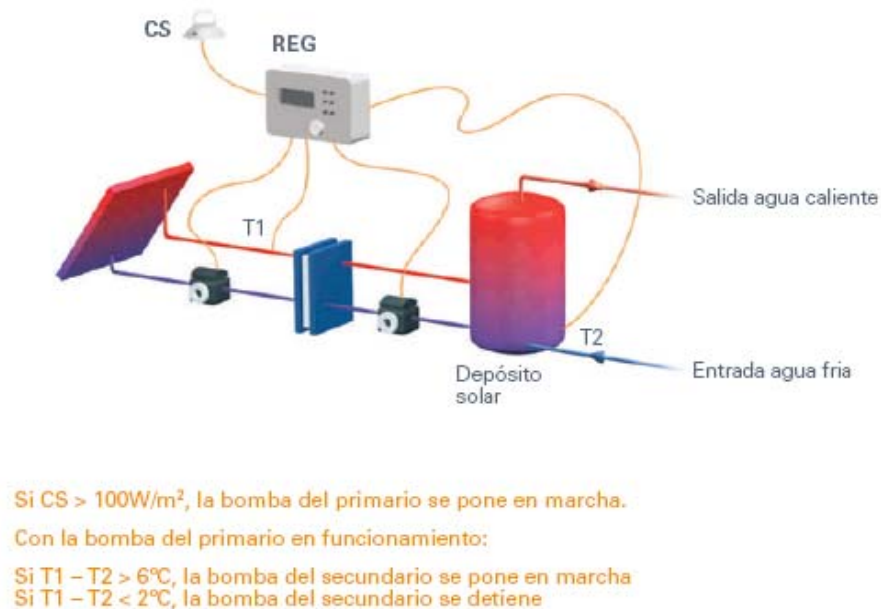 CS
REG
Salida agua caliente
T1
T2
Depósito
solar
Entrada agua fria
Si CS > 100W/m², la bomba del primario se pone en marcha.
Con la bomba del primario en funcionamiento:
Si T1 – T2 > 6ºC, la bomba del secundario se pone en marcha
Si T1 – T2 < 2ºC, la bomba del secundario se detiene